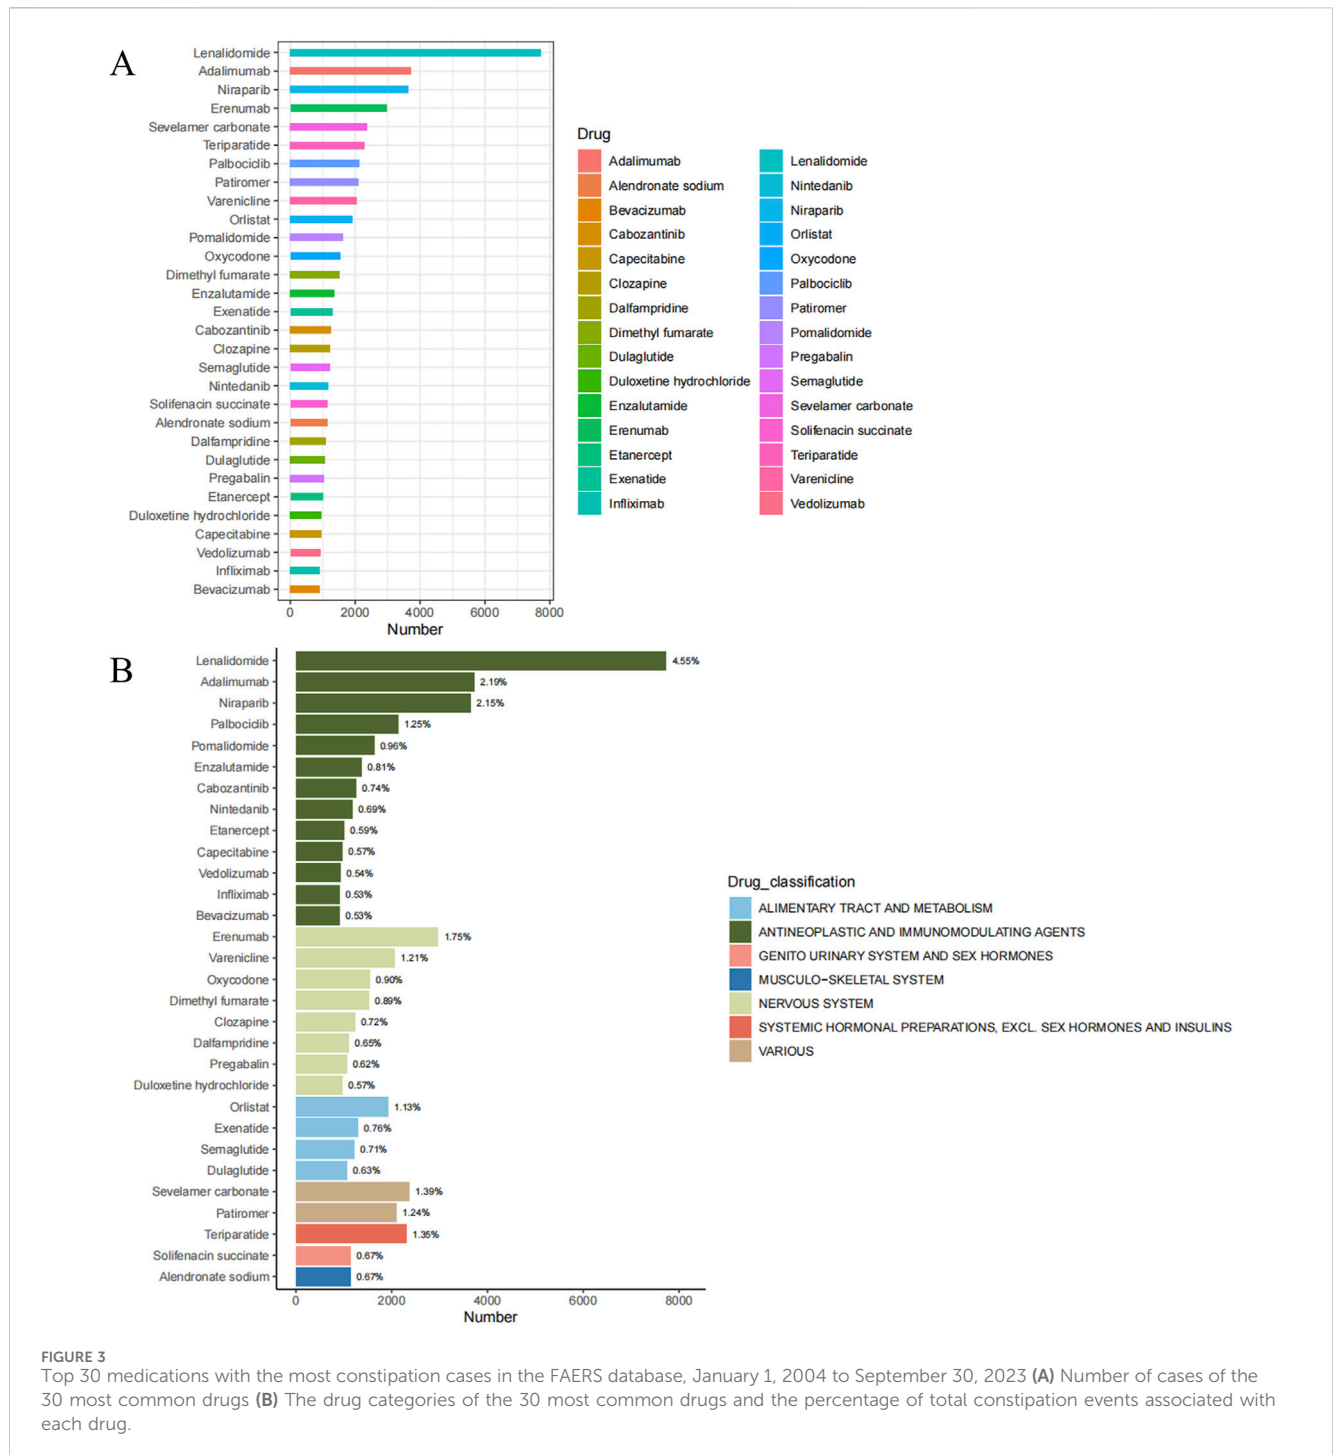 A
Lenalidomide
Adalimumab
Niraparib
Erenumab
Sevelamer carbonate
Teriparatide
Palbociclib
Patiromer
Varenicline
Orlistat
Pomalidomide
Oxycodone
Dimethyl fumarate
Enzalutamide
Exenatide
Cabozantinib
Clozapine
Semaglutide
Nintedanib
Solifenacin succinate
Alendronate sodium
Dalfampridine
Dulaglutide
Pregabalin
Etanercept
Duloxetine hydrochloride
Capecitabine
Vedolizumab
Infliximab
Bevacizumab
0 2000 4000 6000 8000
Number
Drug
Adalimumab
Alendronate sodium
Bevacizumab
Cabozantinib
Capecitabine
Clozapine
Dalfampridine
Dimethyl fumarate
Dulaglutide
Duloxetine hydrochloride
Enzalutamide
Erenumab
Etanercept
Exenatide
Infliximab
Lenalidomide
Nintedanib
Niraparib
Orlistat
Oxycodone
Palbociclib
Patiromer
Pomalidomide
Pregabalin
Semaglutide
Sevelamer carbonate
Solifenacin succinate
Teriparatide
Varenicline
Vedolizumab
B
Lenalidomide 4.55%
Adalimumab 2.19%
Niraparib 2.15%
Palbociclib 1.25%
Pomalidomide 0.96%
Enzalutamide 0.81%
Cabozantinib 0.74%
Nintedanib 0.69%
Etanercept 0.59%
Capecitabine 0.57%
Vedolizumab 0.54%
Infliximab 0.53%
Bevacizumab 0.53%
Erenumab 1.75%
Varenicline 1.21%
Oxycodone 0.90%
Dimethyl fumarate 0.89%
Clozapine 0.72%
Dalfampridine 0.65%
Pregabalin 0.62%
Duloxetine hydrochloride 0.57%
Orlistat 1.13%
Exenatide 0.76%
Semaglutide 0.71%
Dulaglutide 0.63%
Sevelamer carbonate 1.39%
Patiromer 1.24%
Teriparatide 1.35%
Solifenacin succinate 0.67%
Alendronate sodium 0.67%
0 2000 4000 6000 8000
Number
Drug_classification
ALIMENTARY TRACT AND METABOLISM
ANTINEOPLASTIC AND IMMUNOMODULATING AGENTS
GENITO URINARY SYSTEM AND SEX HORMONES
MUSCULO−SKELETAL SYSTEM
NERVOUS SYSTEM
SYSTEMIC HORMONAL PREPARATIONS, EXCL. SEX HORMONES AND INSULINS
VARIOUS
FIGURE 3
Top 30 medications with the most constipation cases in the FAERS database, January 1, 2004 to September 30, 2023 (A) Number of cases of the
30 most common drugs (B) The drug categories of the 30 most common drugs and the percentage of total constipation events associated with
each drug.